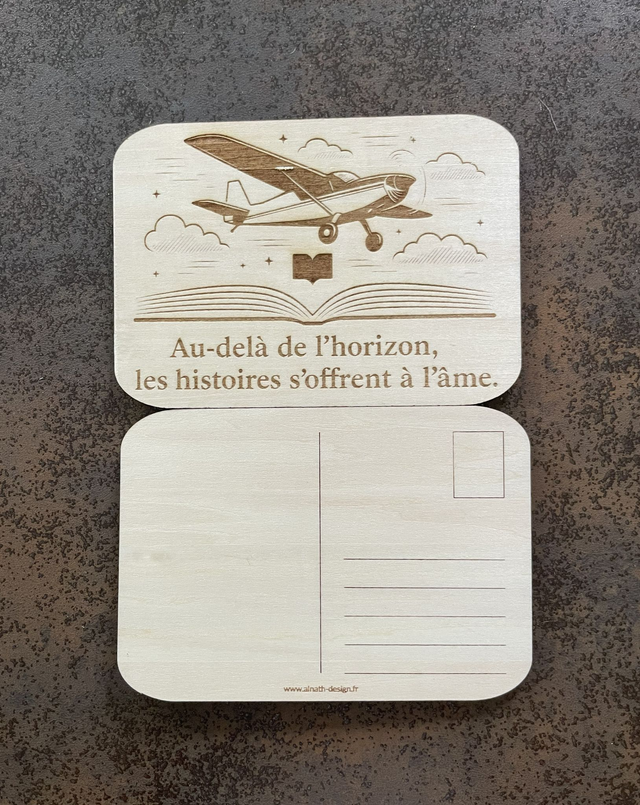 Au-delà de l'horizon,
les histoires s'offrent à l'âme.
www.alnath-design.fr